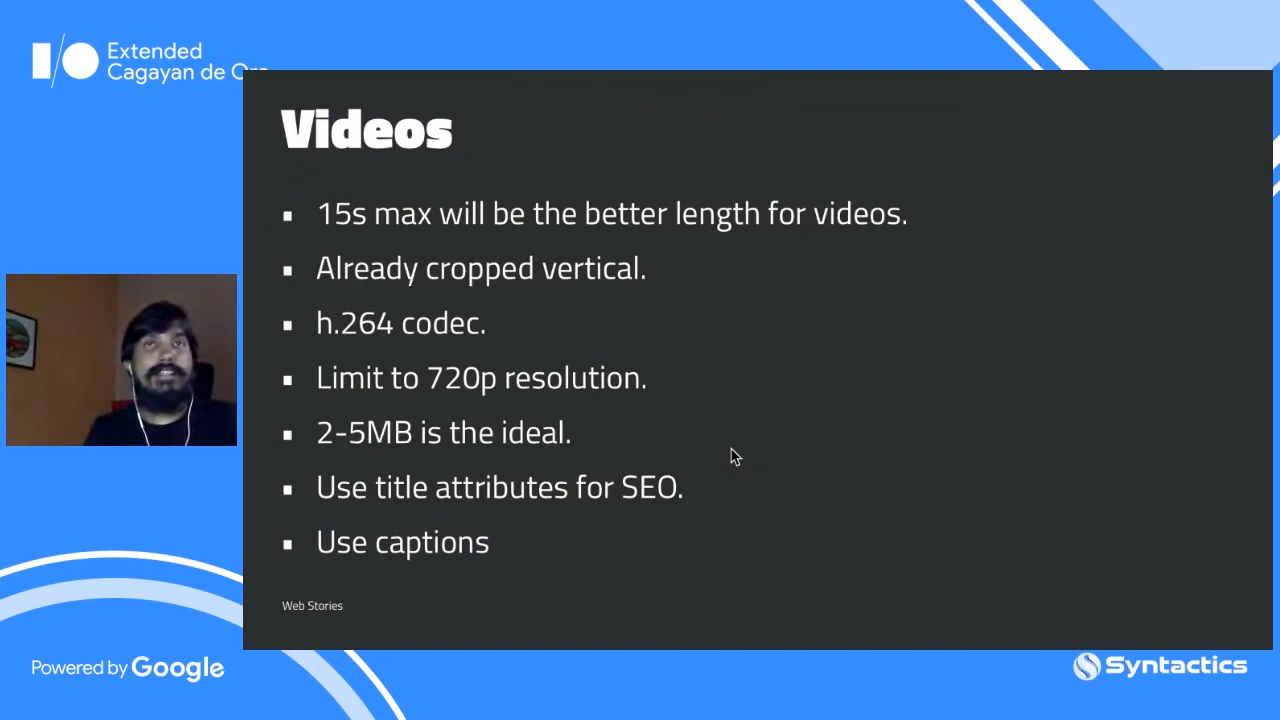 I/O Extended
Cagayan de Oro
Videos
▪ 15s max will be the better length for videos.
▪ Already cropped vertical.
▪ h.264 codec.
▪ Limit to 720p resolution.
▪ 2-5MB is the ideal.
▪ Use title attributes for SEO.
▪ Use captions
Web Stories
Powered by Google
Syntactics